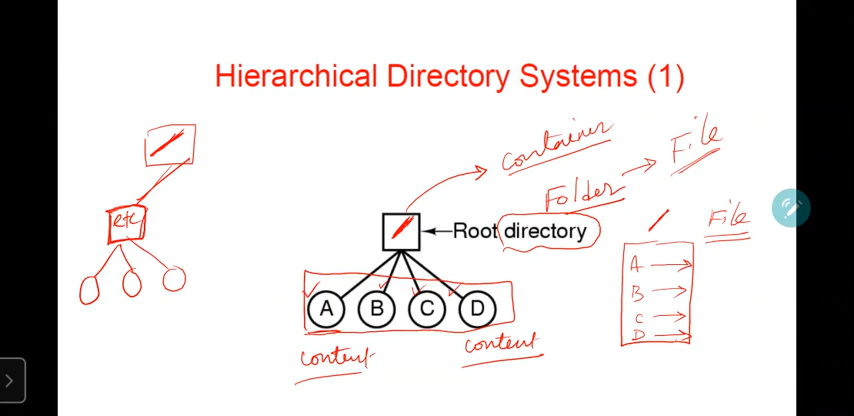 Hierarchical Directory Systems (1)
/
etc
Container
Folder → File
/ ← Root directory
A B C D
content content
/ File
A →
B →
C →
D →